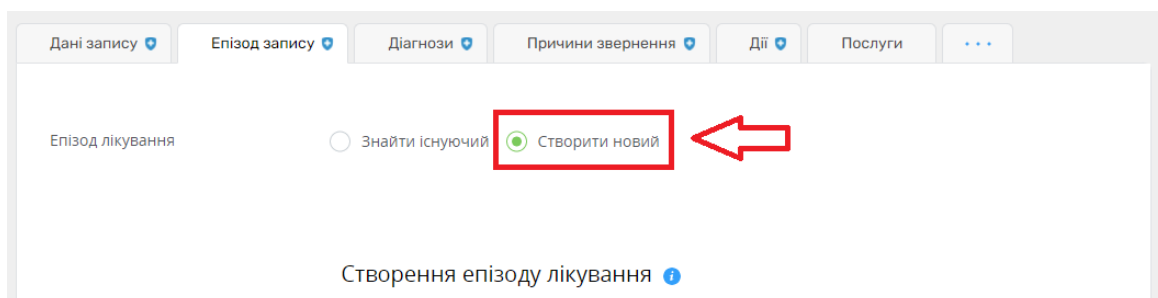 Дані запису Епізод запису Діагнози Причини звернення Дії Послуги ...
Епізод лікування Знайти існуючий Створити новий
Створення епізоду лікування